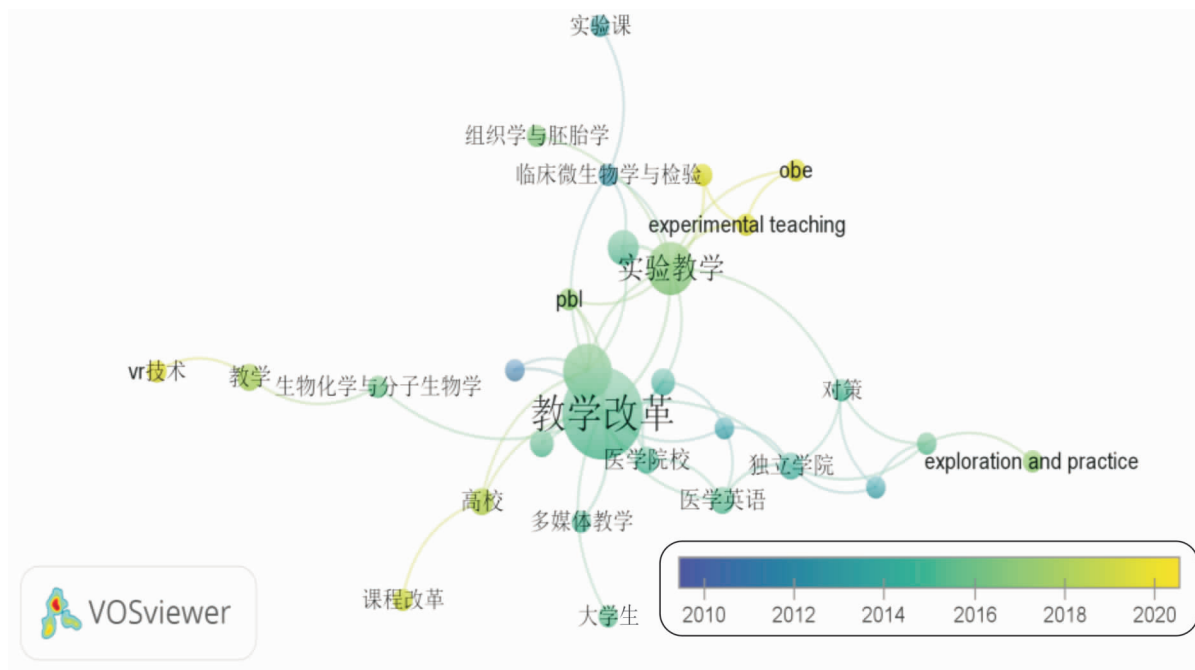 实验课
组织学与胚胎学
临床微生物学与检验
obe
experimental teaching
实验教学
pbl
vr技术
教学
生物化学与分子生物学
对策
教学改革
医学院校
独立学院
exploration and practice
高校
医学英语
多媒体教学
课程改革
大学生
VOSviewer
2010 2012 2014 2016 2018 2020